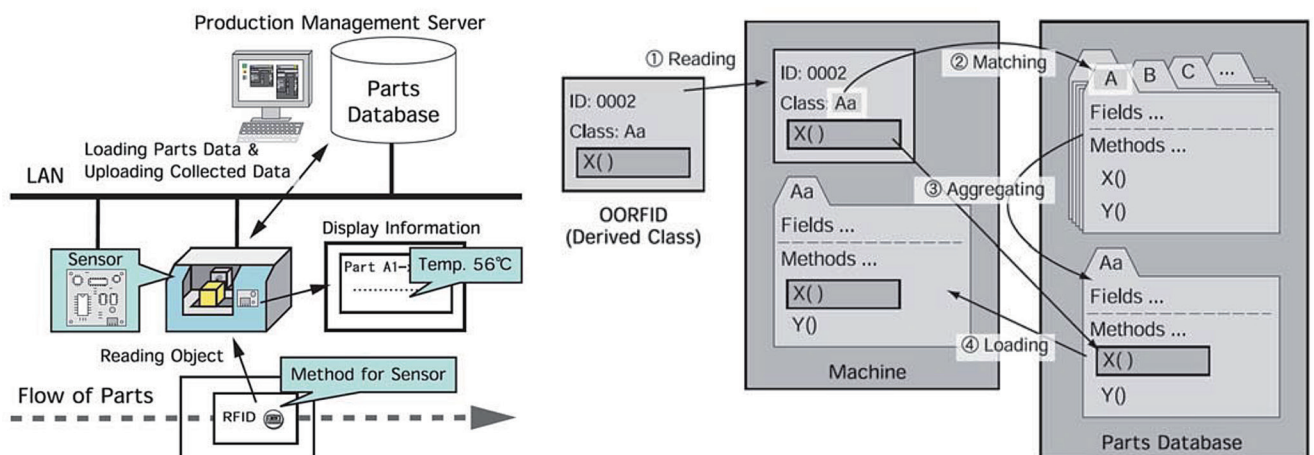 Production Management Server
Parts
Database
Loading Parts Data &
Uploading Collected Data
LAN
Sensor
Display Information
Part A1-
Temp. 56℃
Reading Object
Method for Sensor
Flow of Parts
RFID
① Reading
ID: 0002
Class: Aa
X( )
OORFID
(Derived Class)
ID: 0002
Class: Aa
X( )
Aa
Fields ...
Methods ...
X( )
Y()
Machine
② Matching
③ Aggregating
④ Loading
A
B
C
...
Fields ...
Methods ...
X()
Y()
Aa
Fields ...
Methods ...
X( )
Y()
Parts Database